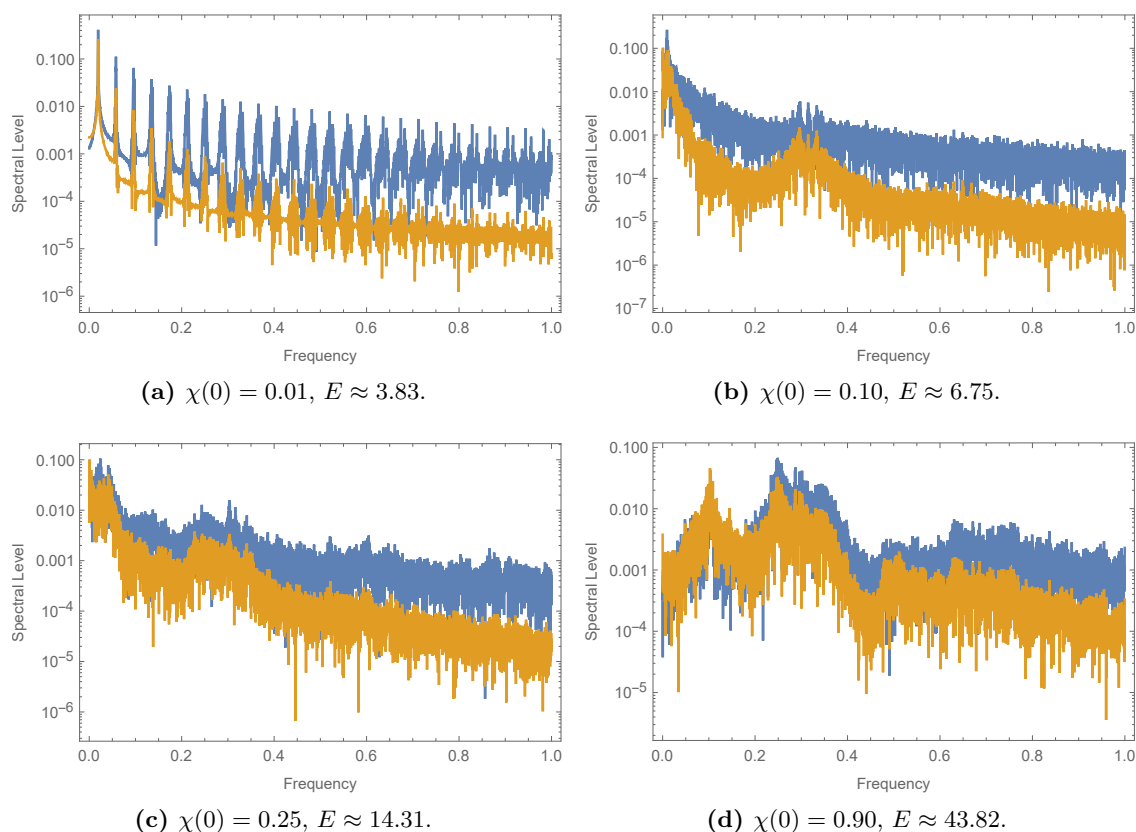 0.100
0.010
0.001
10⁻⁴
10⁻⁵
10⁻⁶
Spectral Level
0.0 0.2 0.4 0.6 0.8 1.0
Frequency
(a) χ(0) = 0.01, E ≈ 3.83.
0.100
0.010
0.001
10⁻⁴
10⁻⁵
10⁻⁶
10⁻⁷
Spectral Level
0.0 0.2 0.4 0.6 0.8 1.0
Frequency
(b) χ(0) = 0.10, E ≈ 6.75.
0.100
0.010
0.001
10⁻⁴
10⁻⁵
10⁻⁶
Spectral Level
0.0 0.2 0.4 0.6 0.8 1.0
Frequency
(c) χ(0) = 0.25, E ≈ 14.31.
0.100
0.010
0.001
10⁻⁴
10⁻⁵
Spectral Level
0.0 0.2 0.4 0.6 0.8 1.0
Frequency
(d) χ(0) = 0.90, E ≈ 43.82.